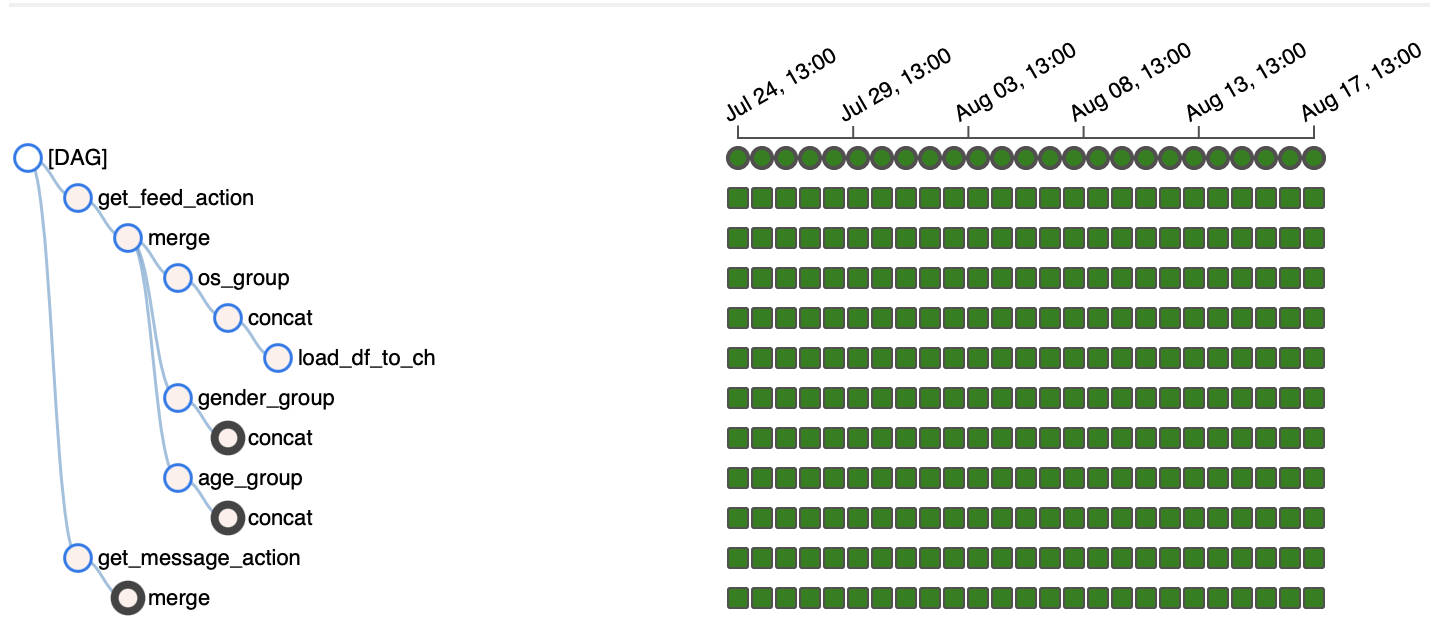 Jul 24, 13:00
Jul 29, 13:00
Aug 03, 13:00
Aug 08, 13:00
Aug 13, 13:00
Aug 17, 13:00
[DAG]
get_feed_action
merge
os_group
concat
load_df_to_ch
gender_group
concat
age_group
concat
get_message_action
merge